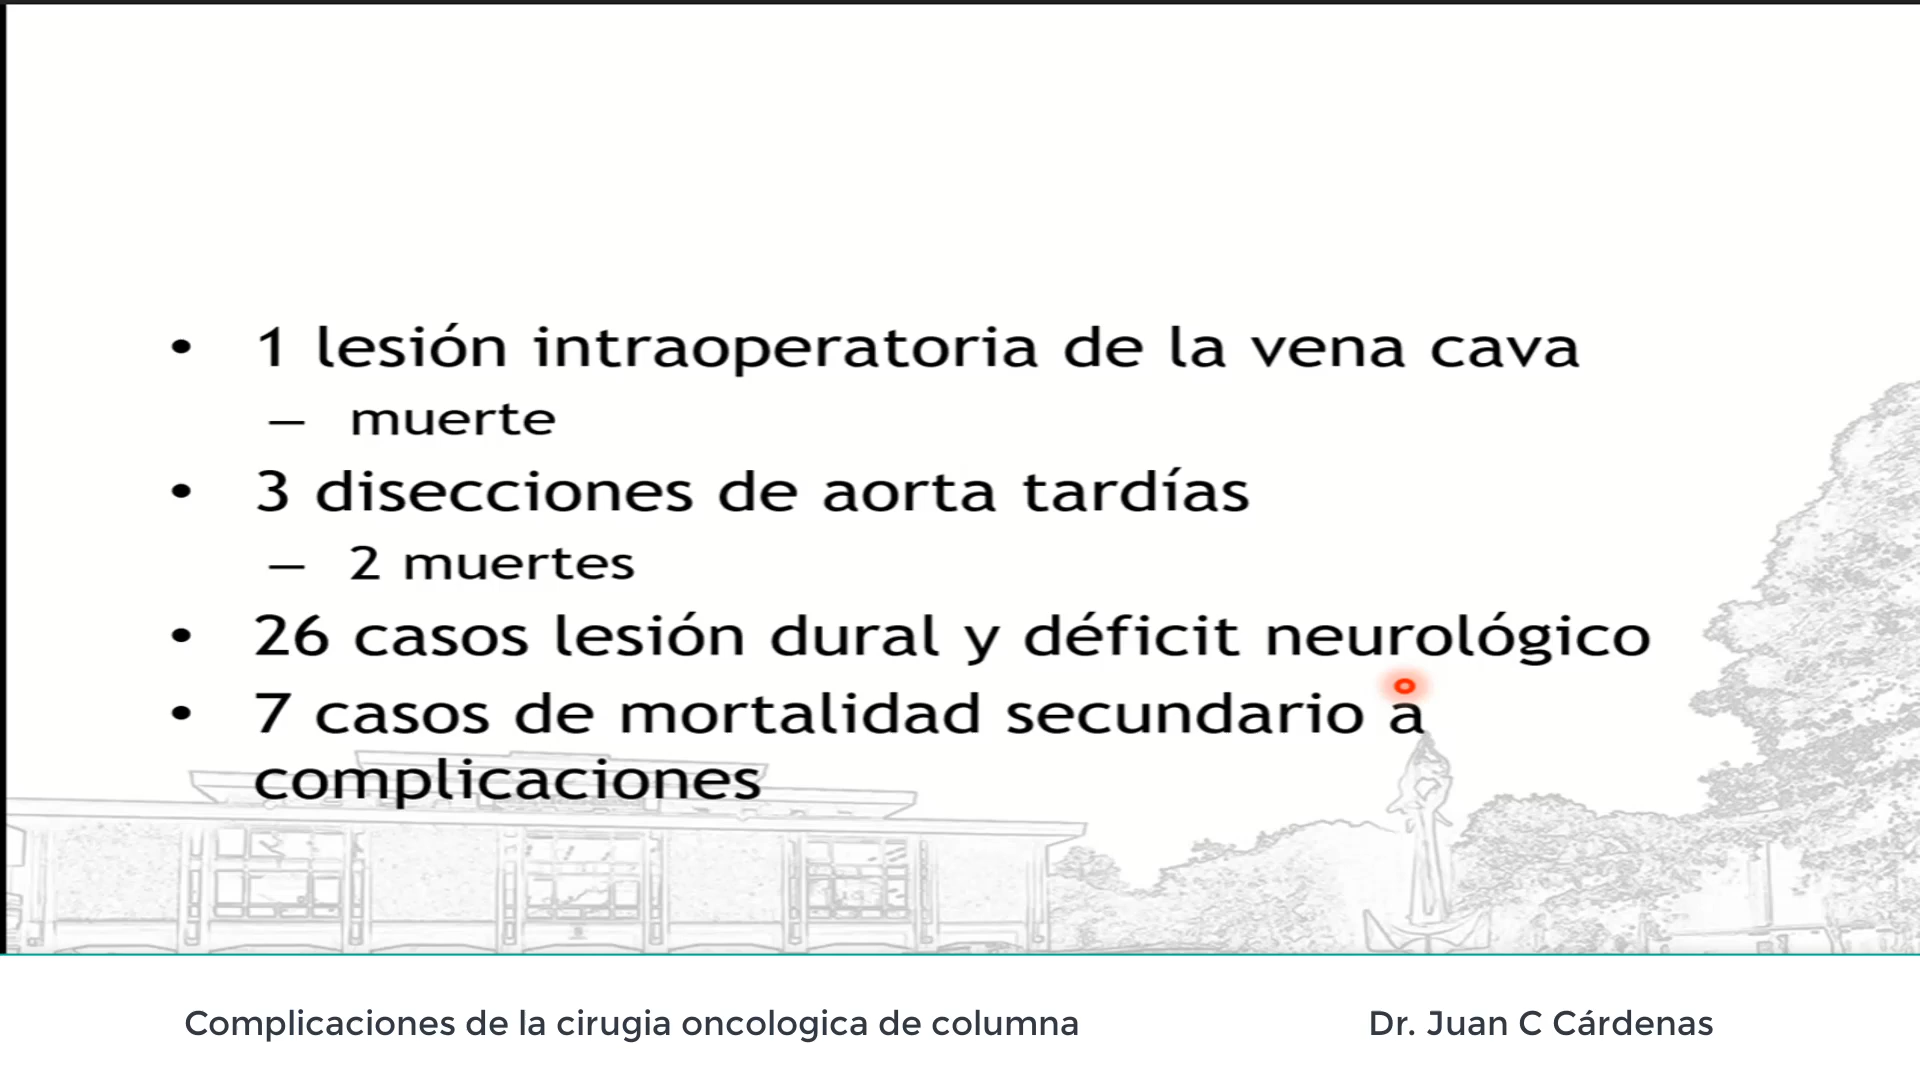 • 1 lesión intraoperatoria de la vena cava
– muerte
• 3 disecciones de aorta tardías
– 2 muertes
• 26 casos lesión dural y déficit neurológico
• 7 casos de mortalidad secundario a
complicaciones
Complicaciones de la cirugia oncologica de columna
Dr. Juan C Cárdenas